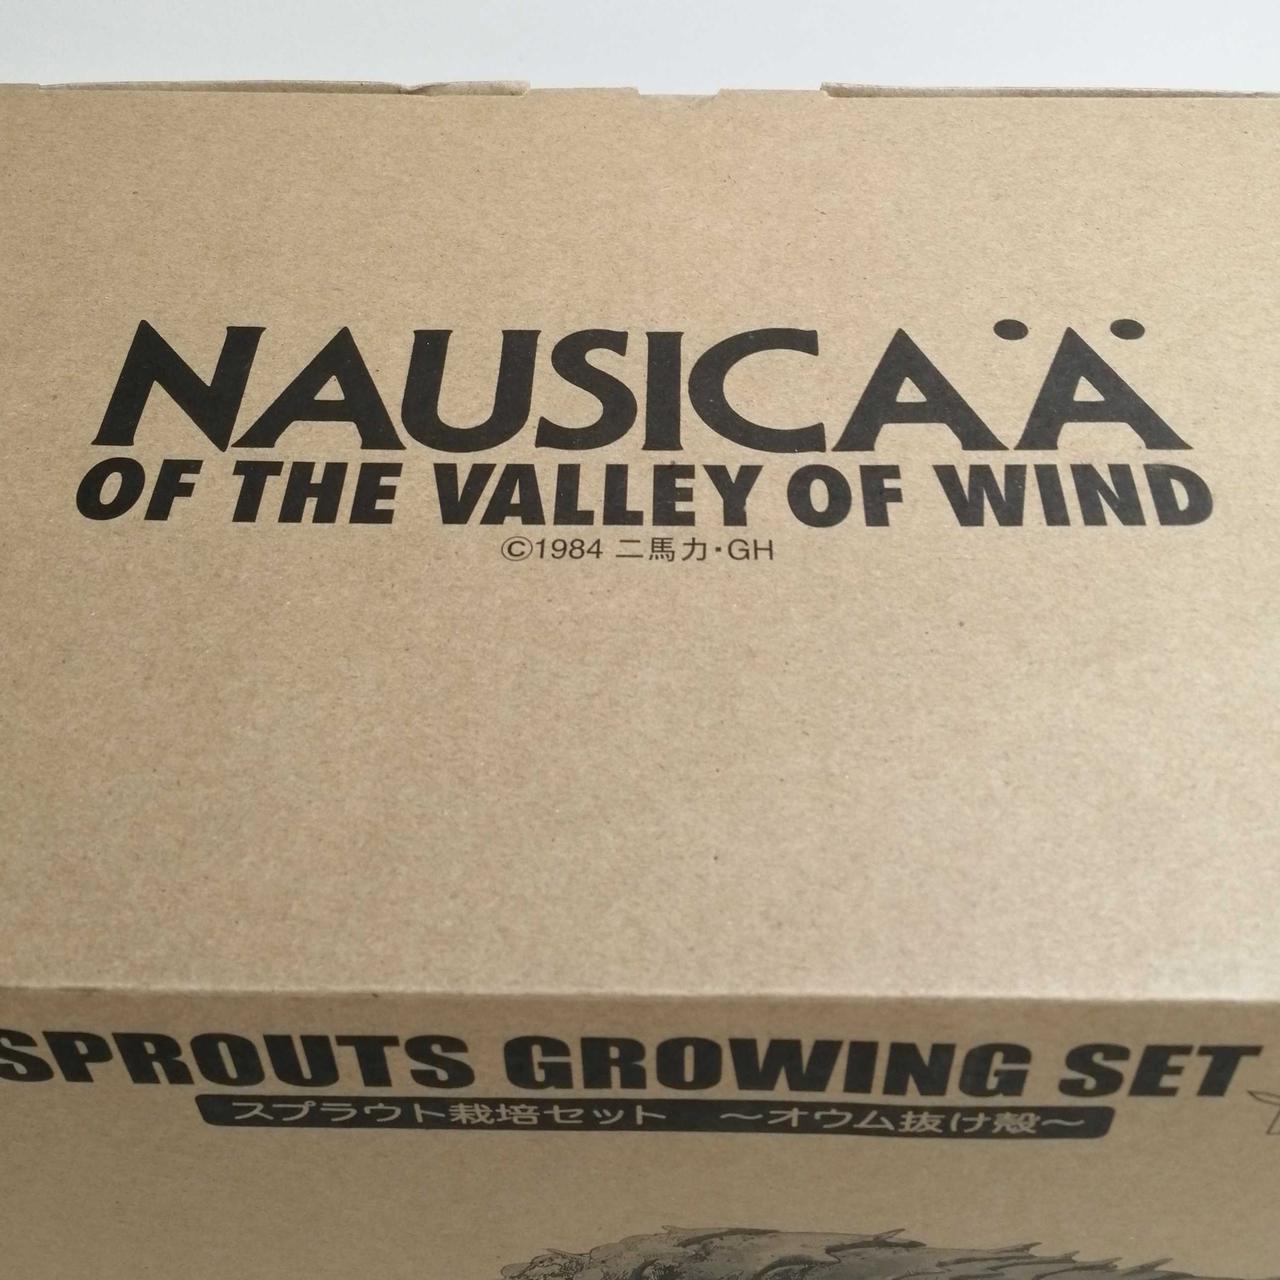 NAUSICAÄ
OF THE VALLEY OF WIND
©1984 二馬力・GH
SPROUTS GROWING SET
スプラウト栽培セット ～オウム抜け殻～